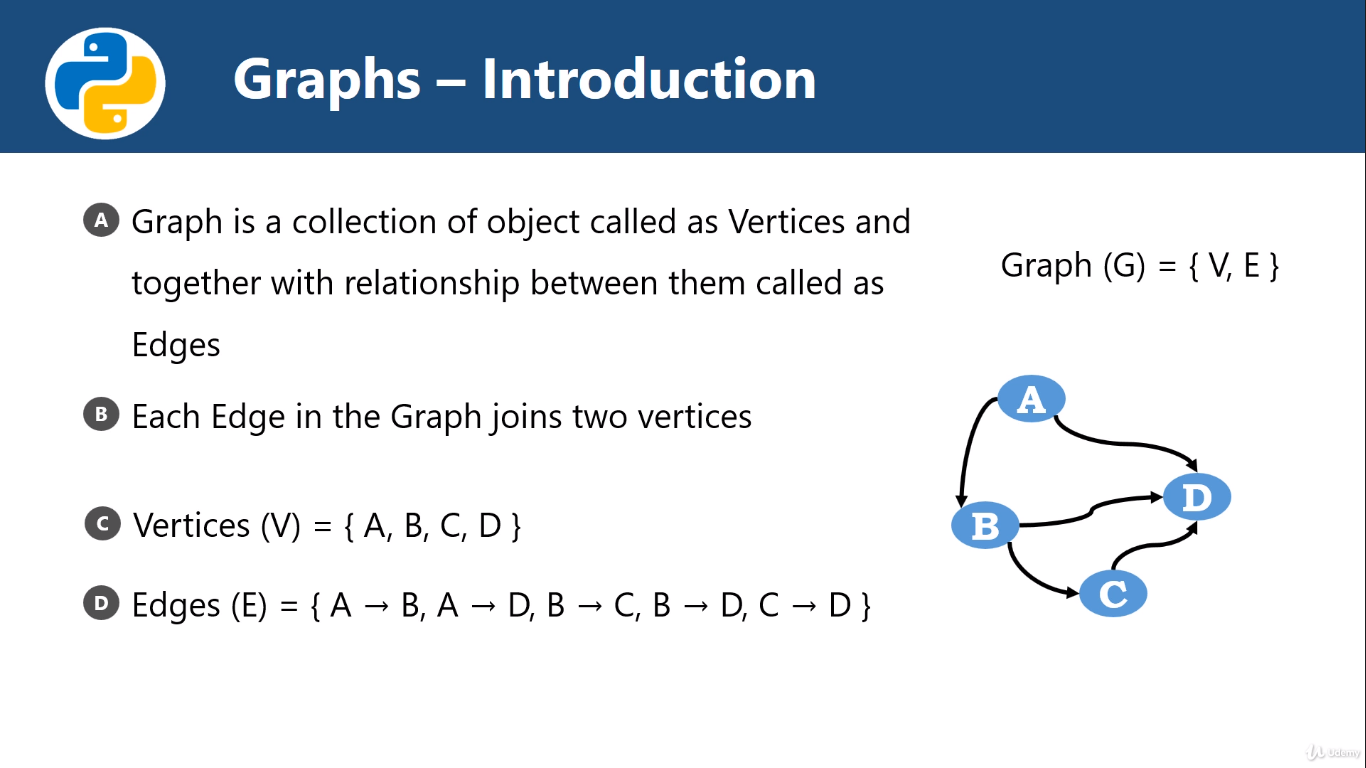 Graphs – Introduction
A Graph is a collection of object called as Vertices and
together with relationship between them called as
Edges
Graph (G) = { V, E }
B Each Edge in the Graph joins two vertices
C Vertices (V) = { A, B, C, D }
D Edges (E) = { A → B, A → D, B → C, B → D, C → D }
A
D
B
C
Udemy